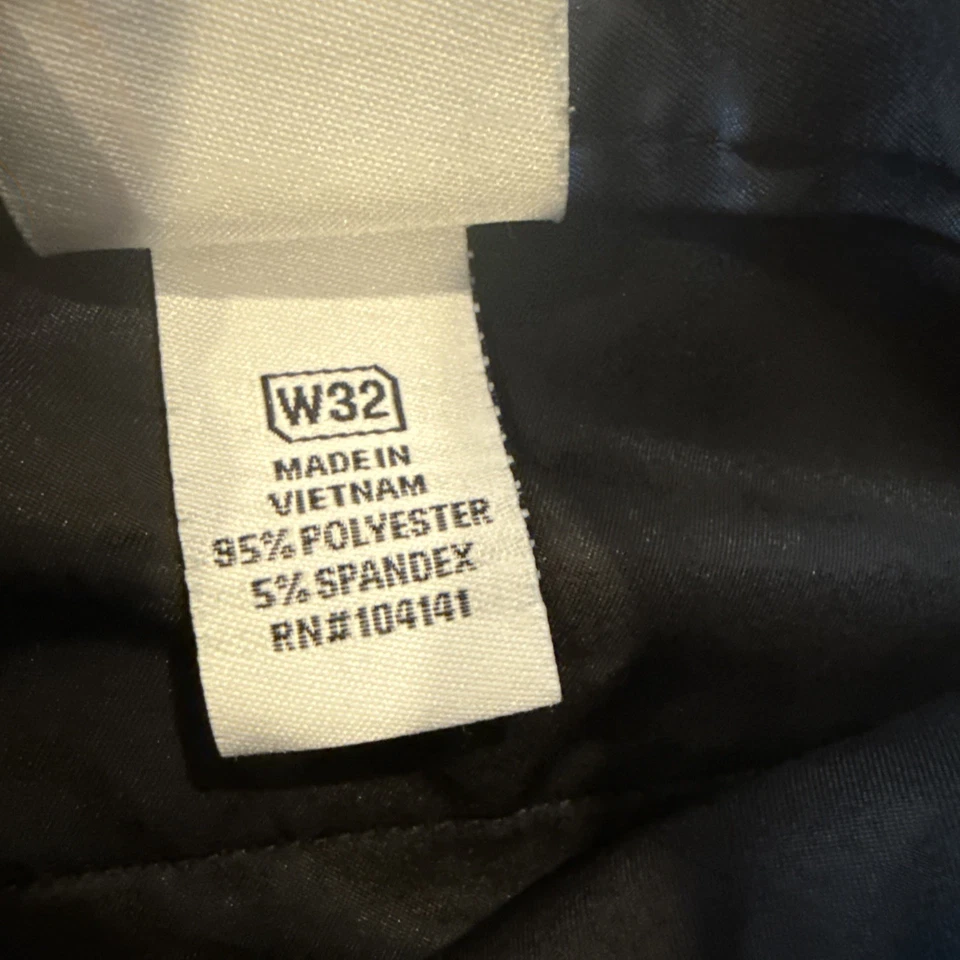 W32
MADE IN
VIETNAM
95% POLYESTER
5% SPANDEX
RN#104141